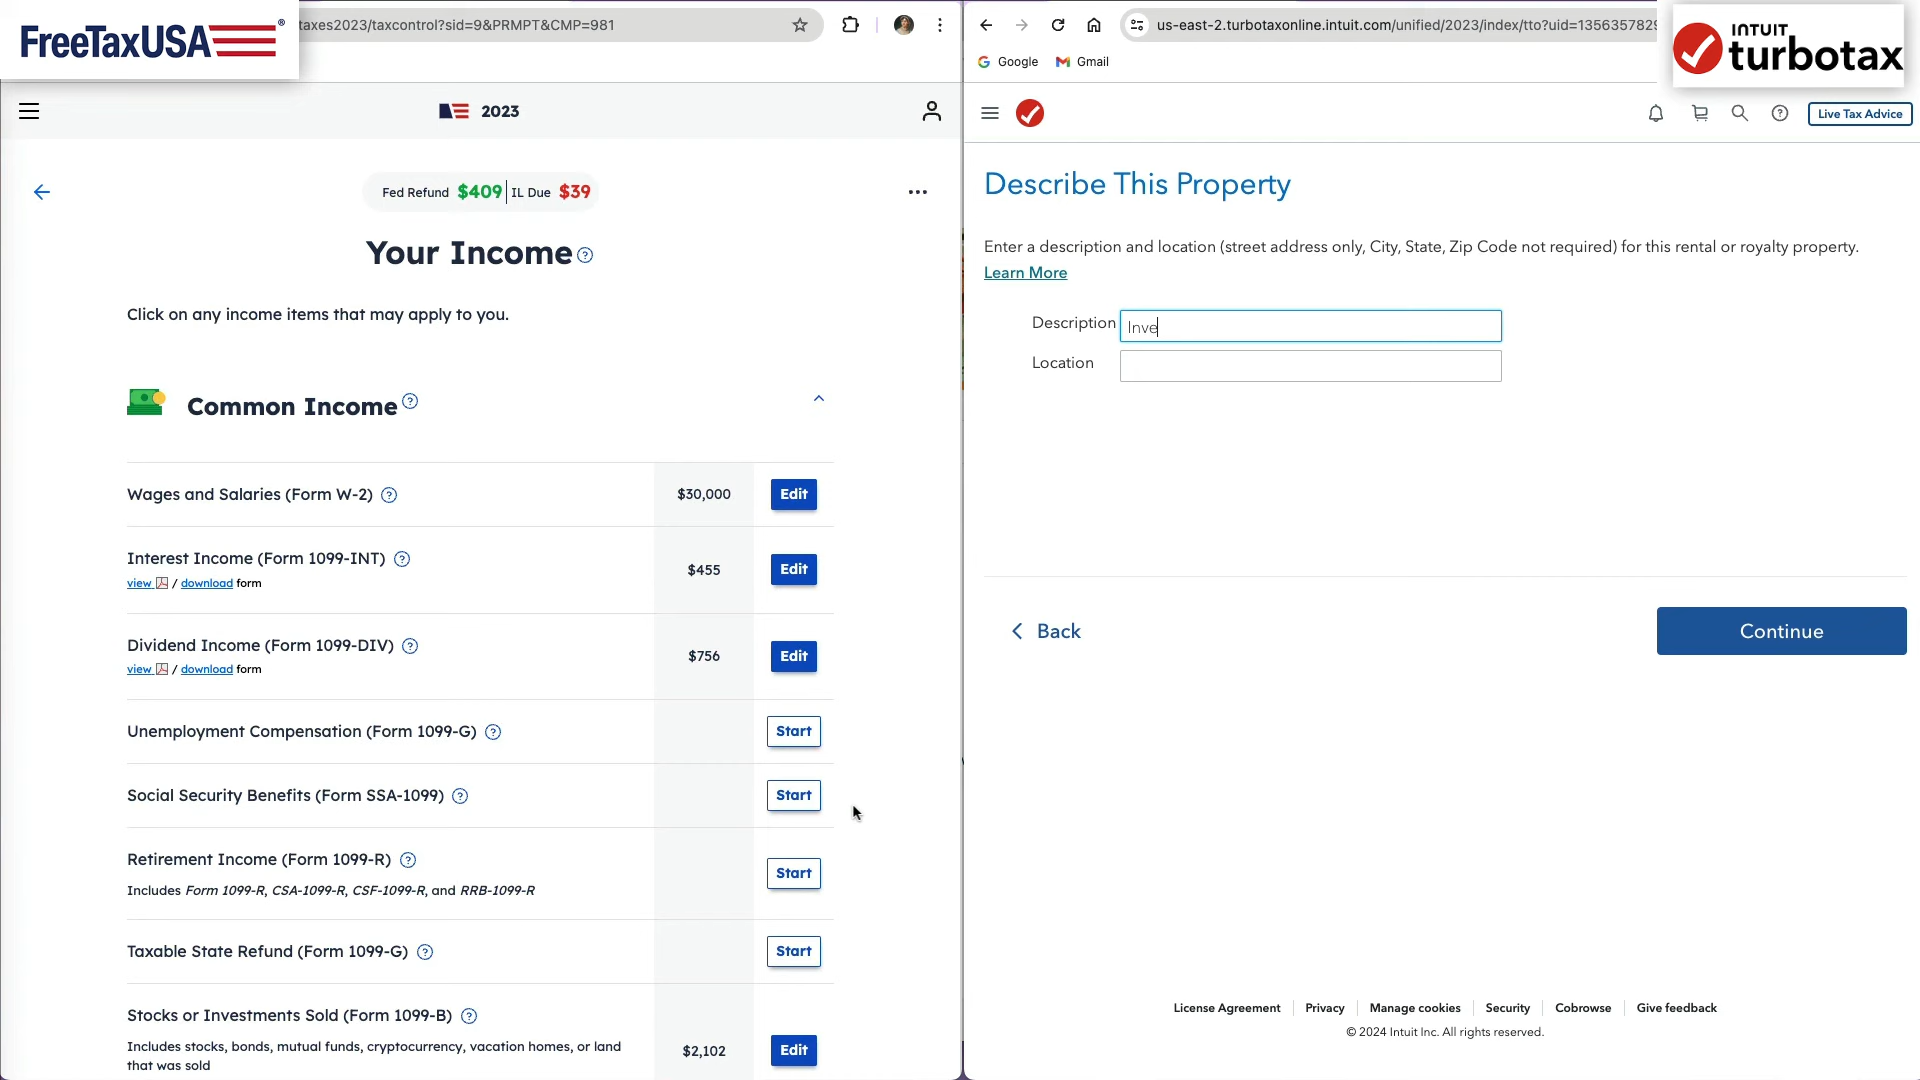 FreeTaxUSA®
taxes2023/taxcontrol?sid=9&PRMPT&CMP=981
2023
Fed Refund $409 IL Due $39
Your Income
Click on any income items that may apply to you.
Common Income
Wages and Salaries (Form W-2) $30,000 Edit
Interest Income (Form 1099-INT)
view / download form
$455 Edit
Dividend Income (Form 1099-DIV)
view / download form
$756 Edit
Unemployment Compensation (Form 1099-G) Start
Social Security Benefits (Form SSA-1099) Start
Retirement Income (Form 1099-R)
Includes Form 1099-R, CSA-1099-R, CSF-1099-R, and RRB-1099-R
Start
Taxable State Refund (Form 1099-G) Start
Stocks or Investments Sold (Form 1099-B)
Includes stocks, bonds, mutual funds, cryptocurrency, vacation homes, or land
that was sold
$2,102 Edit
us-east-2.turbotaxonline.intuit.com/unified/2023/index/tto?uid=1356357829
INTUIT
turbotax
Google Gmail
Live Tax Advice
Describe This Property
Enter a description and location (street address only, City, State, Zip Code not required) for this rental or royalty property.
Learn More
Description Inve
Location
Back
Continue
License Agreement Privacy Manage cookies Security Cobrowse Give feedback
© 2024 Intuit Inc. All rights reserved.